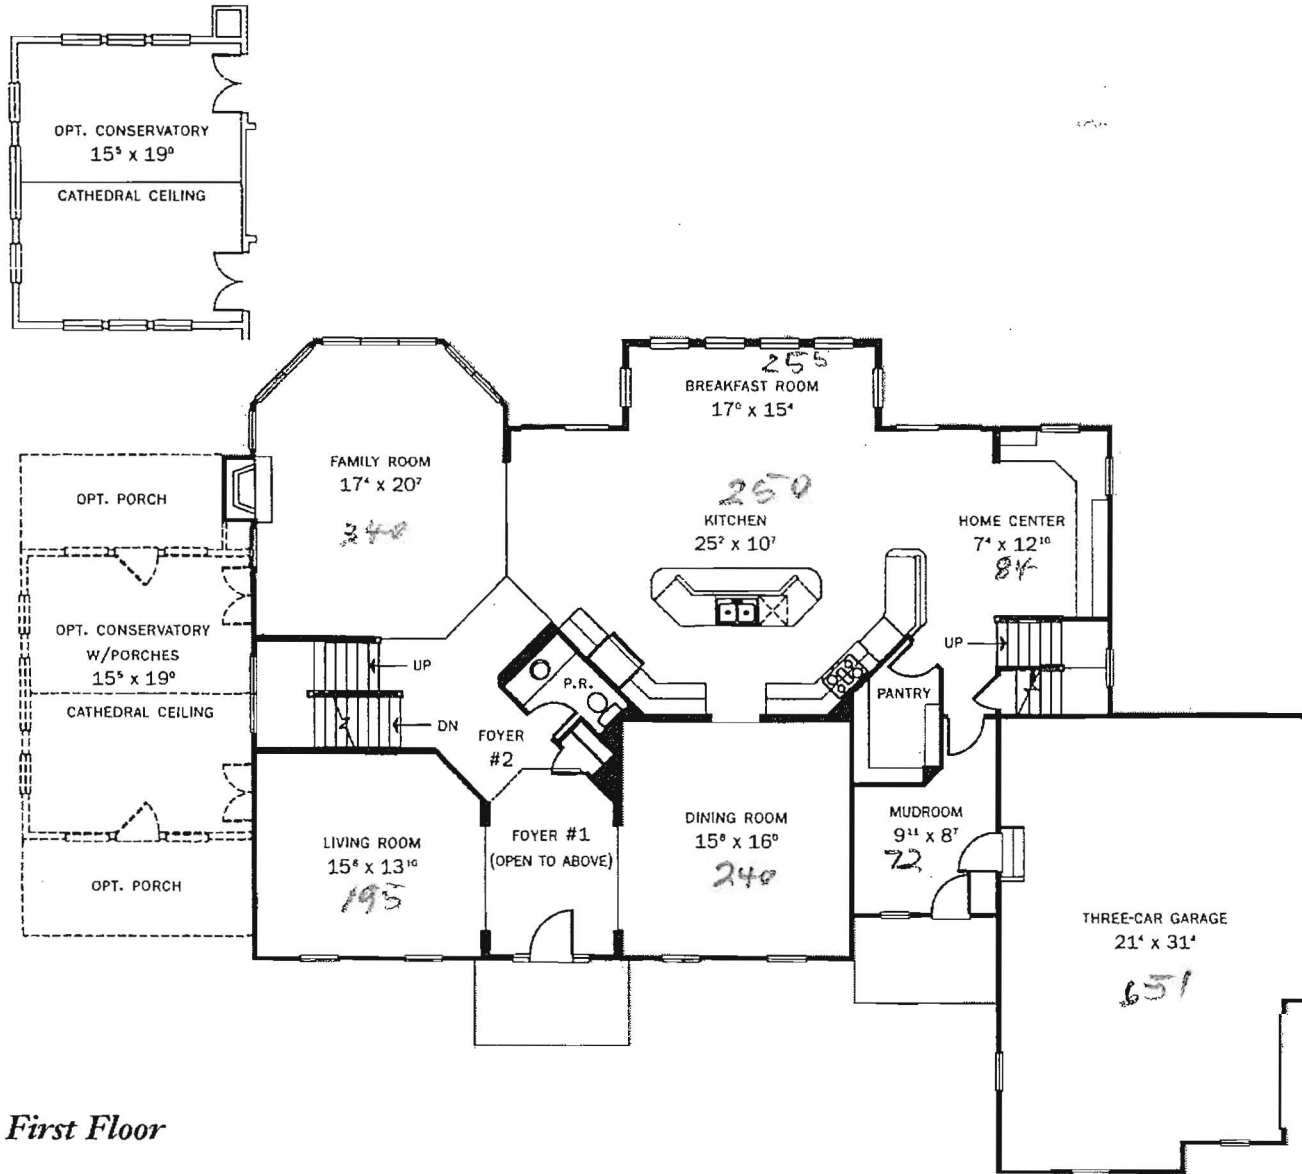 OPT. CONSERVATORY
15⁵ x 19⁰
CATHEDRAL CEILING
255
BREAKFAST ROOM
17⁰ x 15⁴
FAMILY ROOM
17⁴ x 20⁷
340
OPT. PORCH
250
KITCHEN
25² x 10⁷
HOME CENTER
7⁴ x 12¹⁰
84
OPT. CONSERVATORY
W/PORCHES
15⁵ x 19⁰
CATHEDRAL CEILING
UP
DN
P.R.
FOYER
#2
PANTRY
UP
LIVING ROOM
15⁸ x 13¹⁰
195
FOYER #1
(OPEN TO ABOVE)
DINING ROOM
15⁸ x 16⁰
240
MUDROOM
9¹¹ x 8⁷
72
OPT. PORCH
THREE-CAR GARAGE
21⁴ x 31⁴
651
First Floor